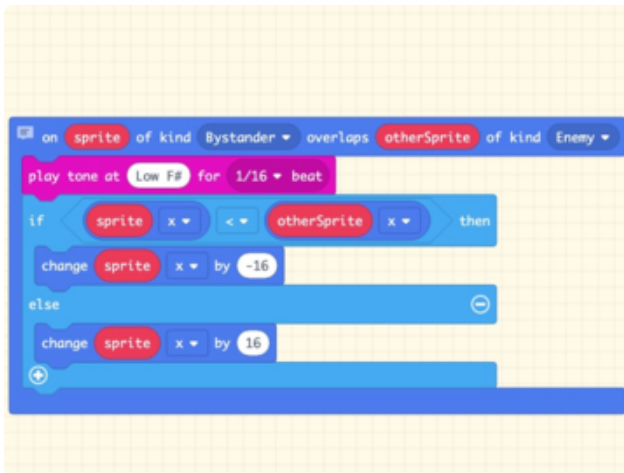 on sprite of kind Bystander overlaps otherSprite of kind Enemy
play tone at Low F# for 1/16 beat
if sprite x < otherSprite x then
change sprite x by -16
else
change sprite x by 16